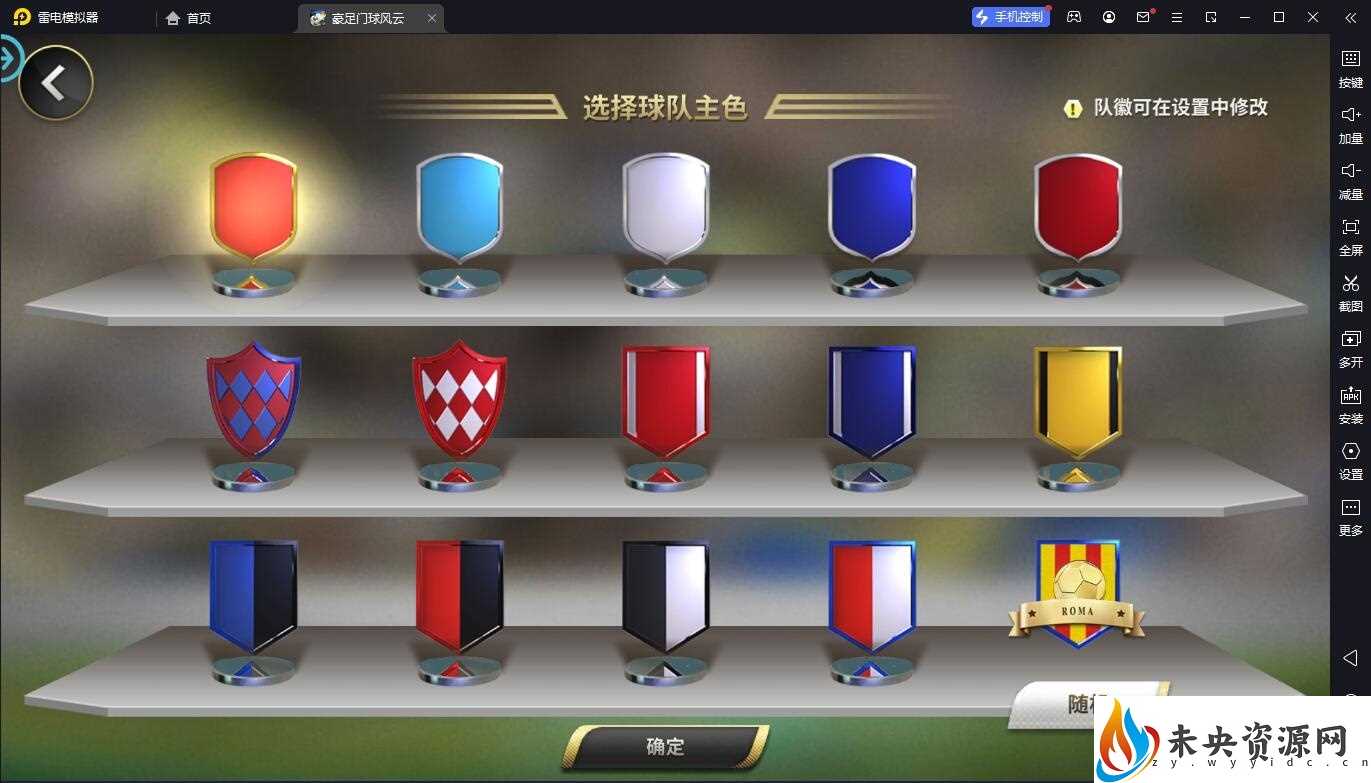 雷电模拟器
首页
豪足门球风云
手机控制
选择球队主色
队徽可在设置中修改
按键
加量
减量
全屏
截图
多开
安装
设置
更多
APK
ROMA
随机
确定
未央资源网
zy.wyyidc.cn